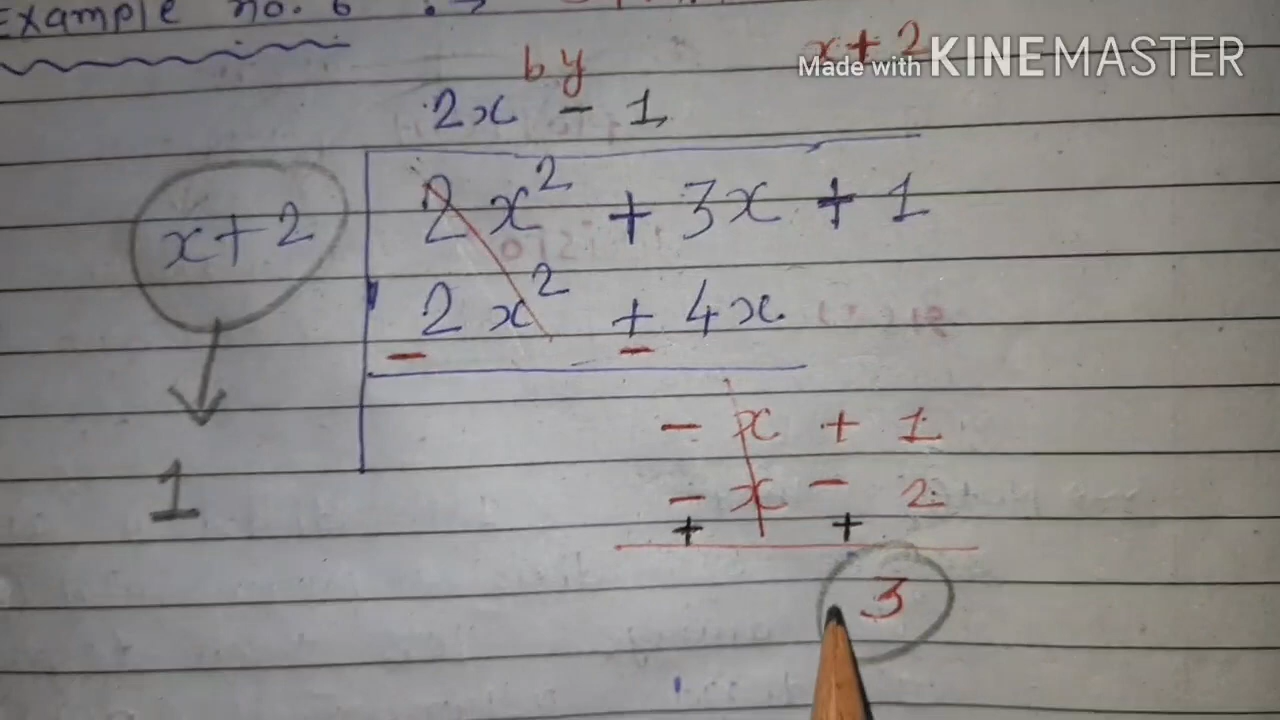 Example no. 6 :→
by x+2
Made with KINEMASTER
2x - 1
x+2
2x² + 3x + 1
2x² + 4x
- -
- x + 1
- x - 2
+ +
1
3